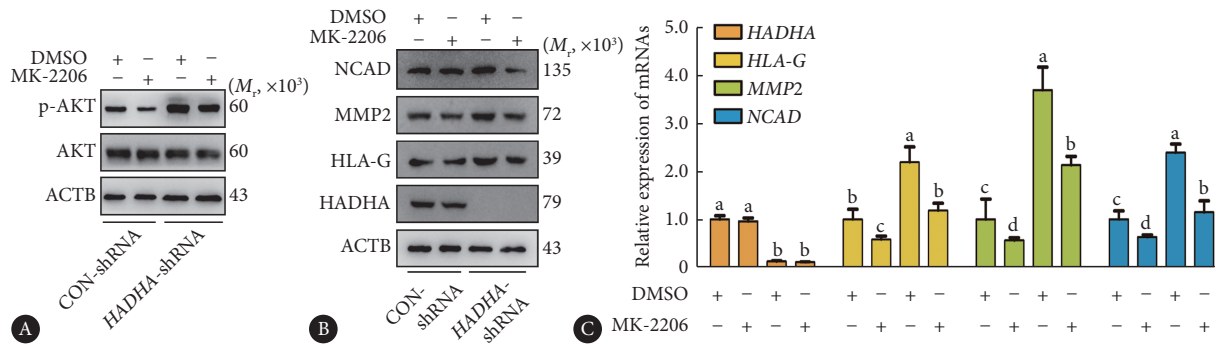 DMSO + − + −
MK-2206 − + − +
(Mr, ×10³)
p-AKT 60
AKT 60
ACTB 43
CON-shRNA
HADHA-shRNA
A
DMSO + − + −
MK-2206 − + − +
(Mr, ×10³)
NCAD 135
MMP2 72
HLA-G 39
HADHA 79
ACTB 43
CON-
shRNA
HADHA-
shRNA
B
Relative expression of mRNAs
5.0
4.0
3.0
2.0
1.0
0
HADHA
HLA-G
MMP2
NCAD
a a b b b c a b c d a b c d a b
DMSO + − + − + − + − + − + − + − + −
MK-2206 − + − + − + − + − + − + − + − +
C